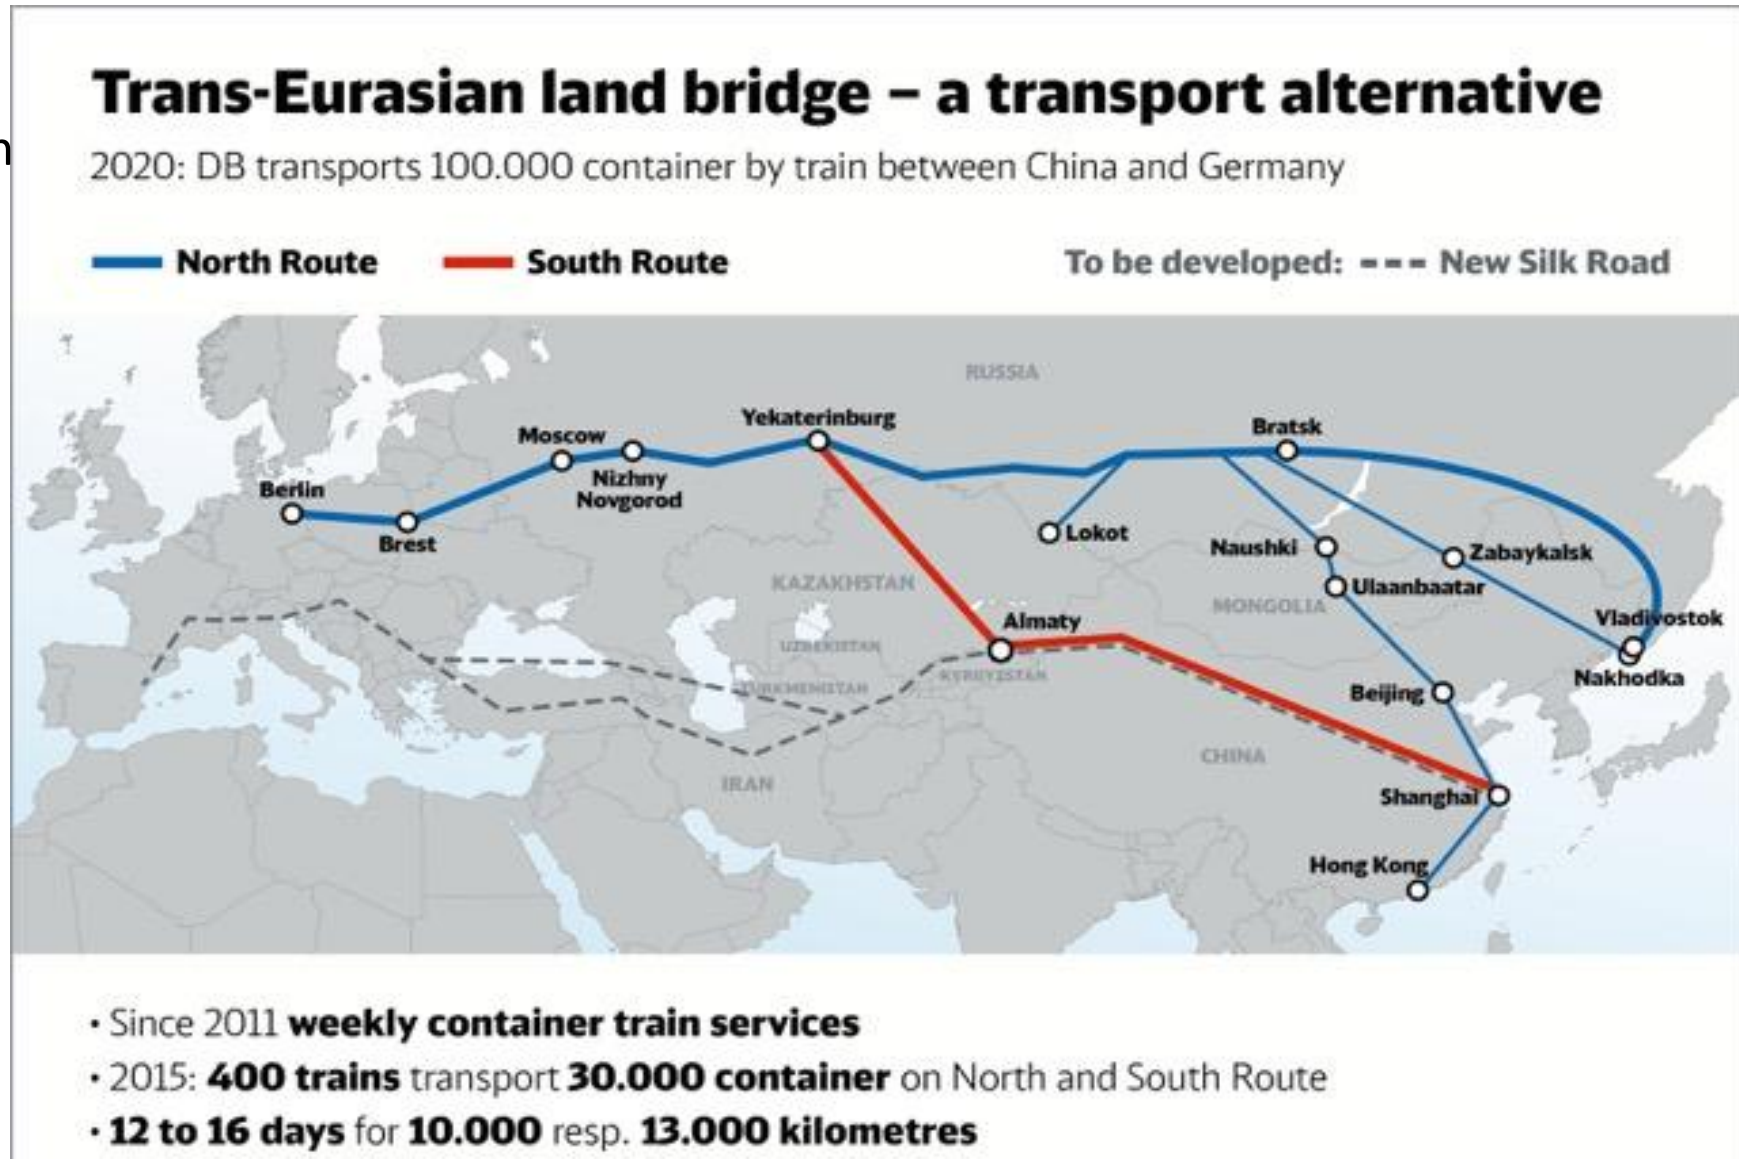 Trans-Eurasian land bridge – a transport alternative
n
2020: DB transports 100.000 container by train between China and Germany
North Route
South Route
To be developed: --- New Silk Road
RUSSIA
Yekaterinburg
Bratsk
Moscow
Nizhny
Novgorod
Berlin
Brest
Lokot
Naushki
Zabaykalsk
KAZAKHSTAN
Ulaanbaatar
MONGOLIA
Almaty
Vladivostok
UZBEKISTAN
KYRGYZSTAN
Nakhodka
TURKMENISTAN
Beijing
CHINA
IRAN
Shanghai
Hong Kong
· Since 2011 weekly container train services
· 2015: 400 trains transport 30.000 container on North and South Route
· 12 to 16 days for 10.000 resp. 13.000 kilometres